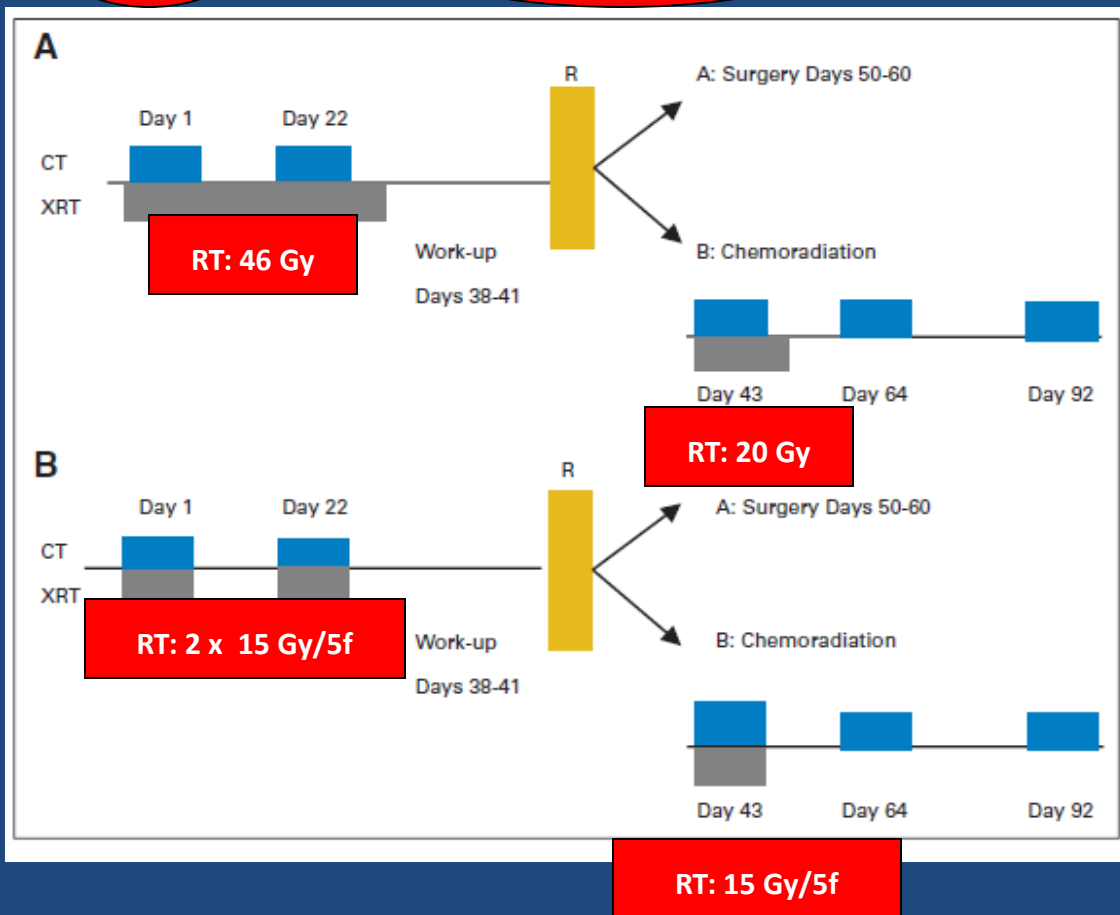 A
R
A: Surgery Days 50-60
Day 1 Day 22
CT
XRT
RT: 46 Gy
Work-up
Days 38-41
B: Chemoradiation
Day 43 Day 64 Day 92
RT: 20 Gy
B
R
A: Surgery Days 50-60
Day 1 Day 22
CT
XRT
RT: 2 x 15 Gy/5f
Work-up
Days 38-41
B: Chemoradiation
Day 43 Day 64 Day 92
RT: 15 Gy/5f